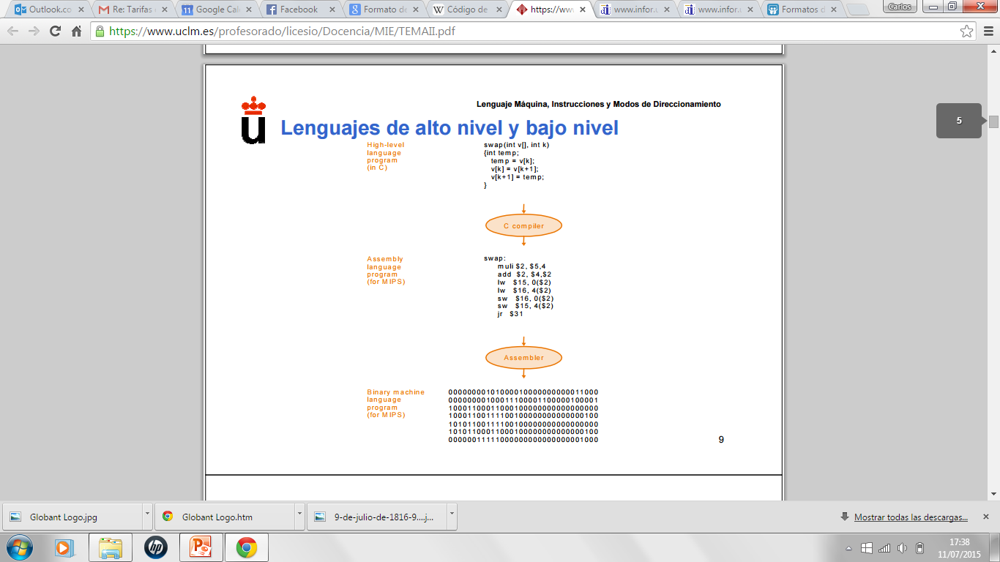 Outlook.co
Re: Tarifas
Google Cal
Facebook
Formato de
Código de
https://ww
www.infor.u
www.infor.u
Formatos d
Carlos
https://www.uclm.es/profesorado/licesio/Docencia/MIE/TEMAII.pdf
5
Lenguaje Máquina, Instrucciones y Modos de Direccionamiento
u
Lenguajes de alto nivel y bajo nivel
High-level
language
program
(in C)
swap(int v[], int k)
{int temp;
temp = v[k];
v[k] = v[k+1];
v[k+1] = temp;
}
C compiler
Assembly
language
program
(for MIPS)
swap:
muli $2, $5,4
add $2, $4,$2
lw $15, 0($2)
lw $16, 4($2)
sw $16, 0($2)
sw $15, 4($2)
jr $31
Assembler
Binary machine
language
program
(for MIPS)
00000000101000010000000000011000
00000000100011100001100000100001
10001100011000100000000000000000
10001100111100100000000000000100
10101100111100100000000000000000
10101100011000100000000000000100
00000011111000000000000000001000
9
Globant Logo.jpg
Globant Logo.htm
9-de-julio-de-1816-9....j...
Mostrar todas las descargas...
hp
17:38
11/07/2015